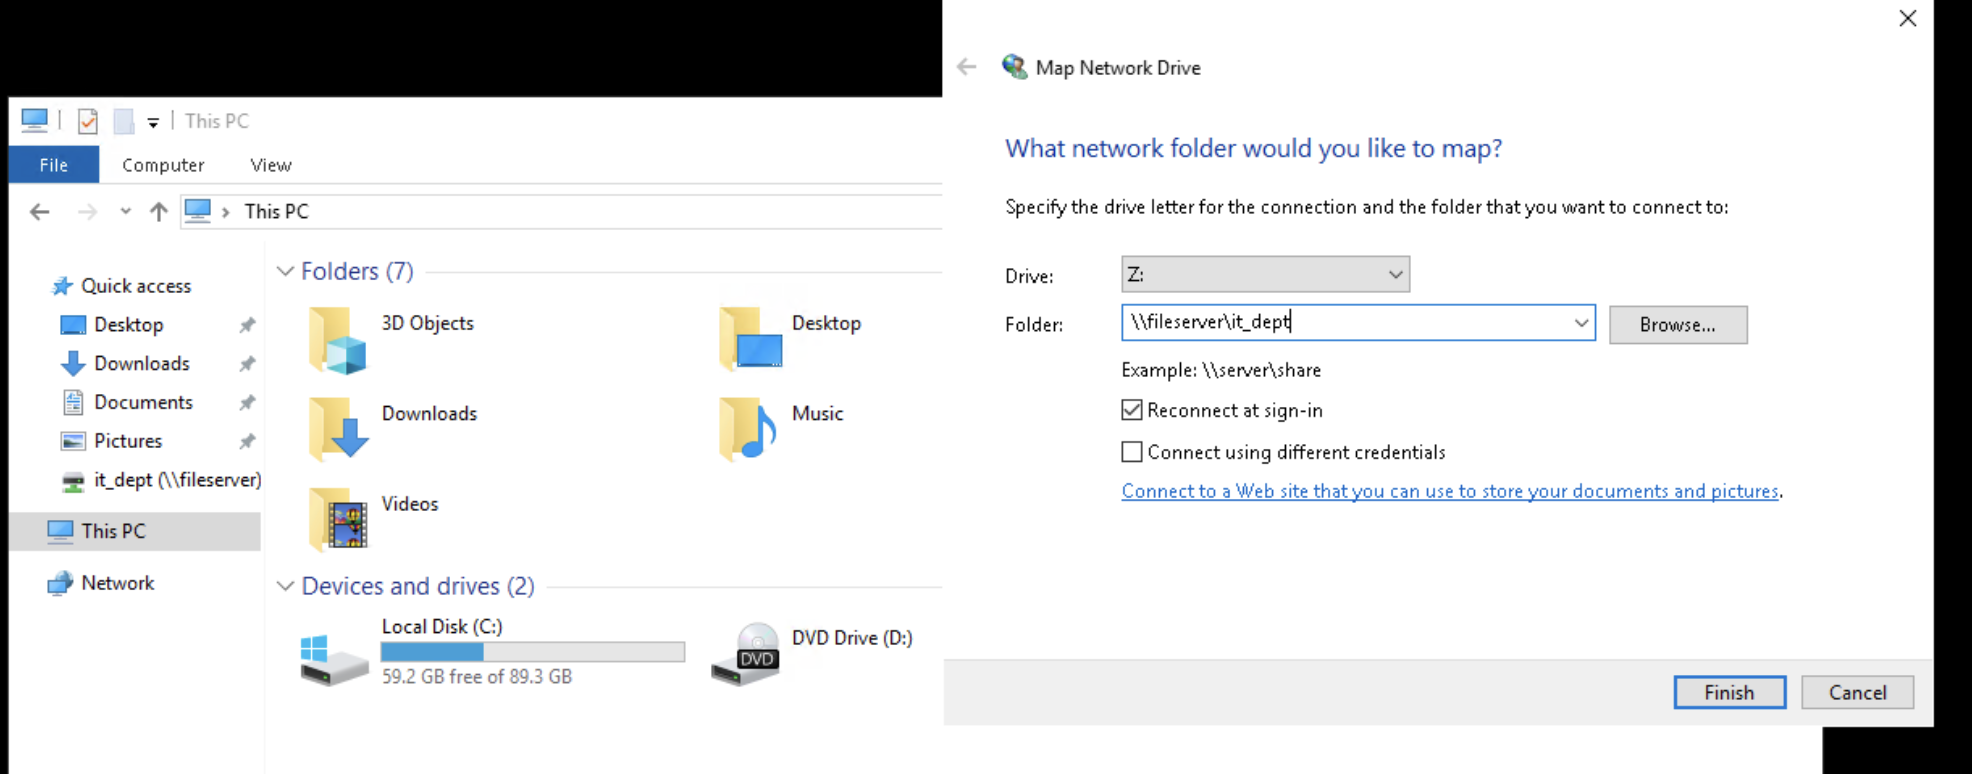 This PC
File Computer View
This PC
Quick access
Desktop
Downloads
Documents
Pictures
it_dept (\\fileserver)
This PC
Network
Folders (7)
3D Objects
Desktop
Downloads
Music
Videos
Devices and drives (2)
Local Disk (C:)
59.2 GB free of 89.3 GB
DVD
DVD Drive (D:)
Map Network Drive
What network folder would you like to map?
Specify the drive letter for the connection and the folder that you want to connect to:
Drive: Z:
Folder: \\fileserver\it_dept Browse...
Example: \\server\share
Reconnect at sign-in
Connect using different credentials
Connect to a Web site that you can use to store your documents and pictures.
Finish Cancel